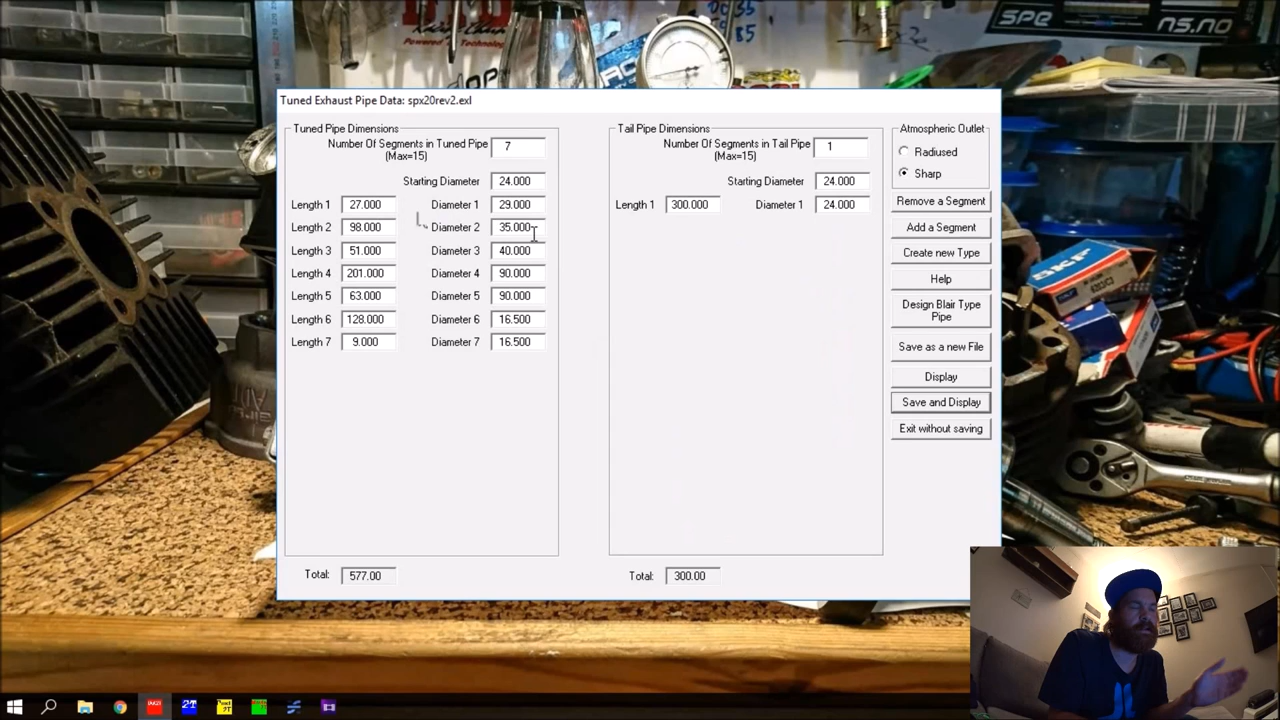 SPE
ns.no
Powered Technolog
SKF
Tuned Exhaust Pipe Data: spx20rev2.exl
Tuned Pipe Dimensions
Number Of Segments in Tuned Pipe 7
(Max=15)
Starting Diameter 24.000
Length 1 27.000 Diameter 1 29.000
Length 2 98.000 Diameter 2 35.000
Length 3 51.000 Diameter 3 40.000
Length 4 201.000 Diameter 4 90.000
Length 5 63.000 Diameter 5 90.000
Length 6 128.000 Diameter 6 16.500
Length 7 9.000 Diameter 7 16.500
Total: 577.00
Tail Pipe Dimensions
Number Of Segments in Tail Pipe 1
(Max=15)
Starting Diameter 24.000
Length 1 300.000 Diameter 1 24.000
Total: 300.00
Atmospheric Outlet
Radiused
Sharp
Remove a Segment
Add a Segment
Create new Type
Help
Design Blair Type
Pipe
Save as a new File
Display
Save and Display
Exit without saving
2T